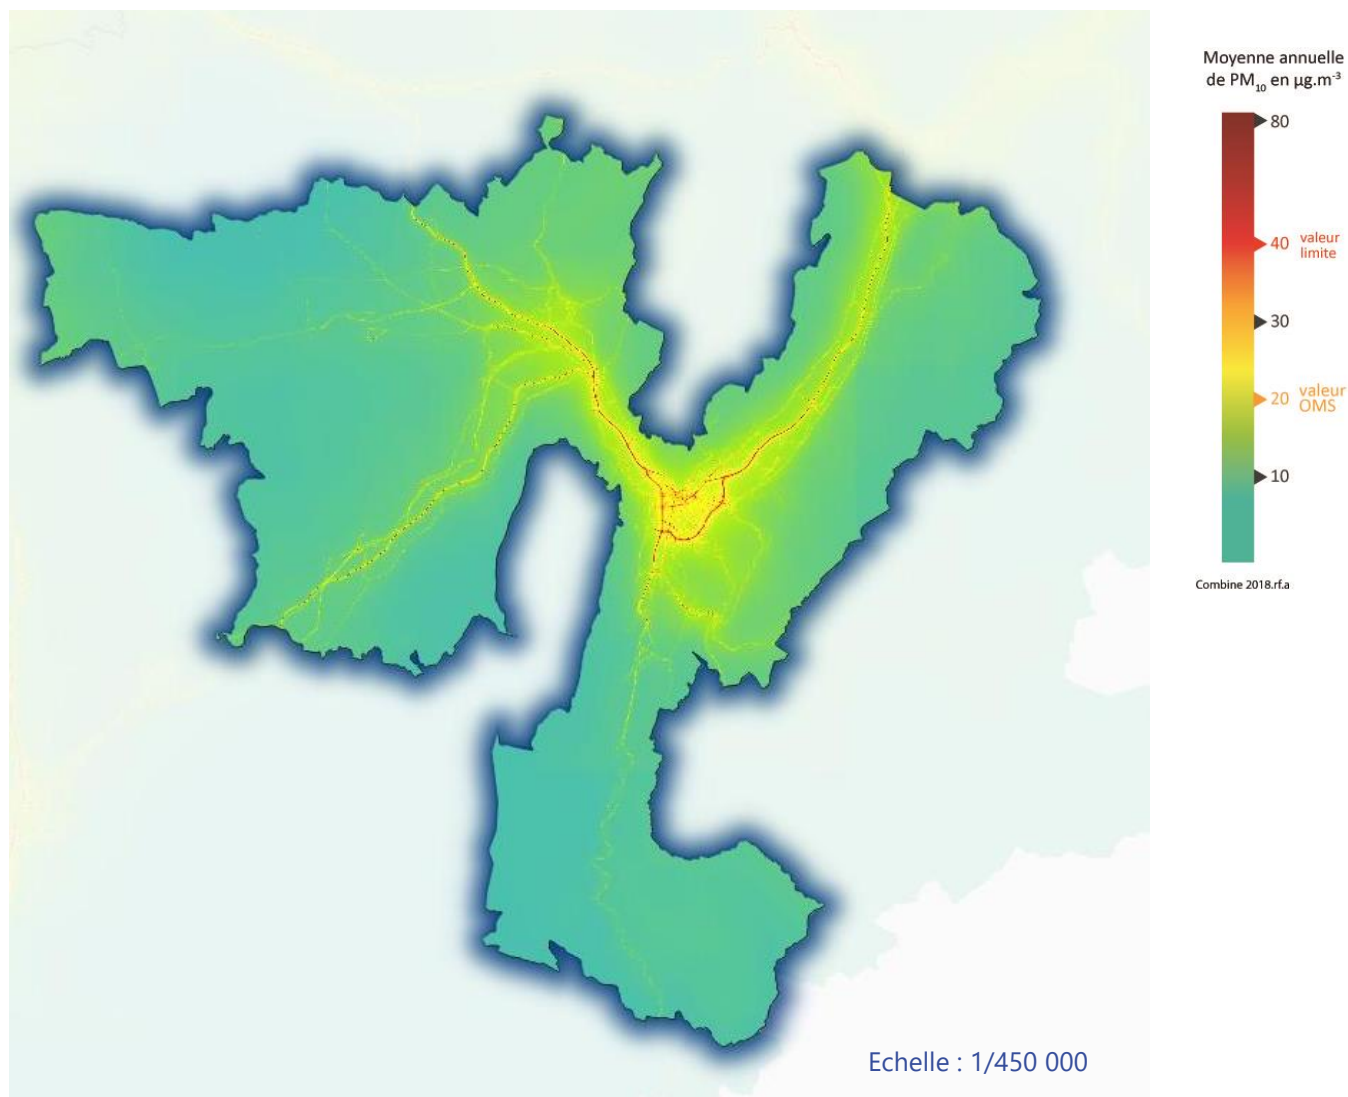 Moyenne annuelle
de PM10 en µg.m-3
80
40 valeur
limite
30
20 valeur
OMS
10
Combine 2018.rf.a
Echelle : 1/450 000